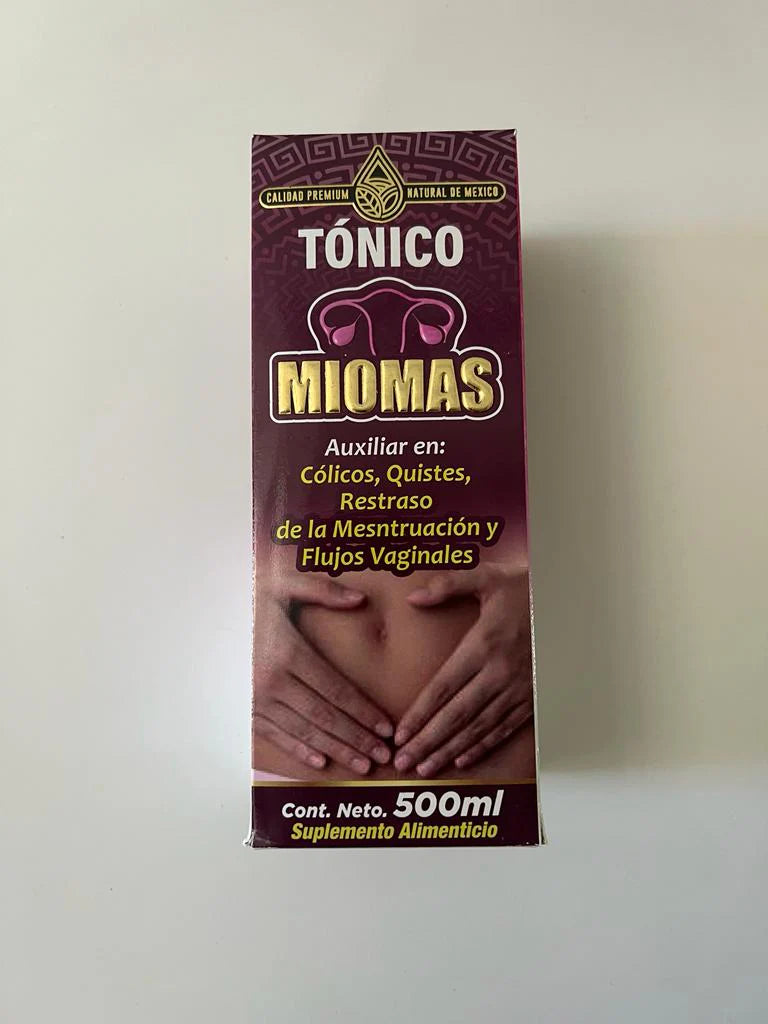 CALIDAD PREMIUM NATURAL DE MEXICO
TÓNICO
MIOMAS
Auxiliar en:
Cólicos, Quistes,
Restraso
de la Mesntruación y
Flujos Vaginales
Cont. Neto. 500ml
Suplemento Alimenticio